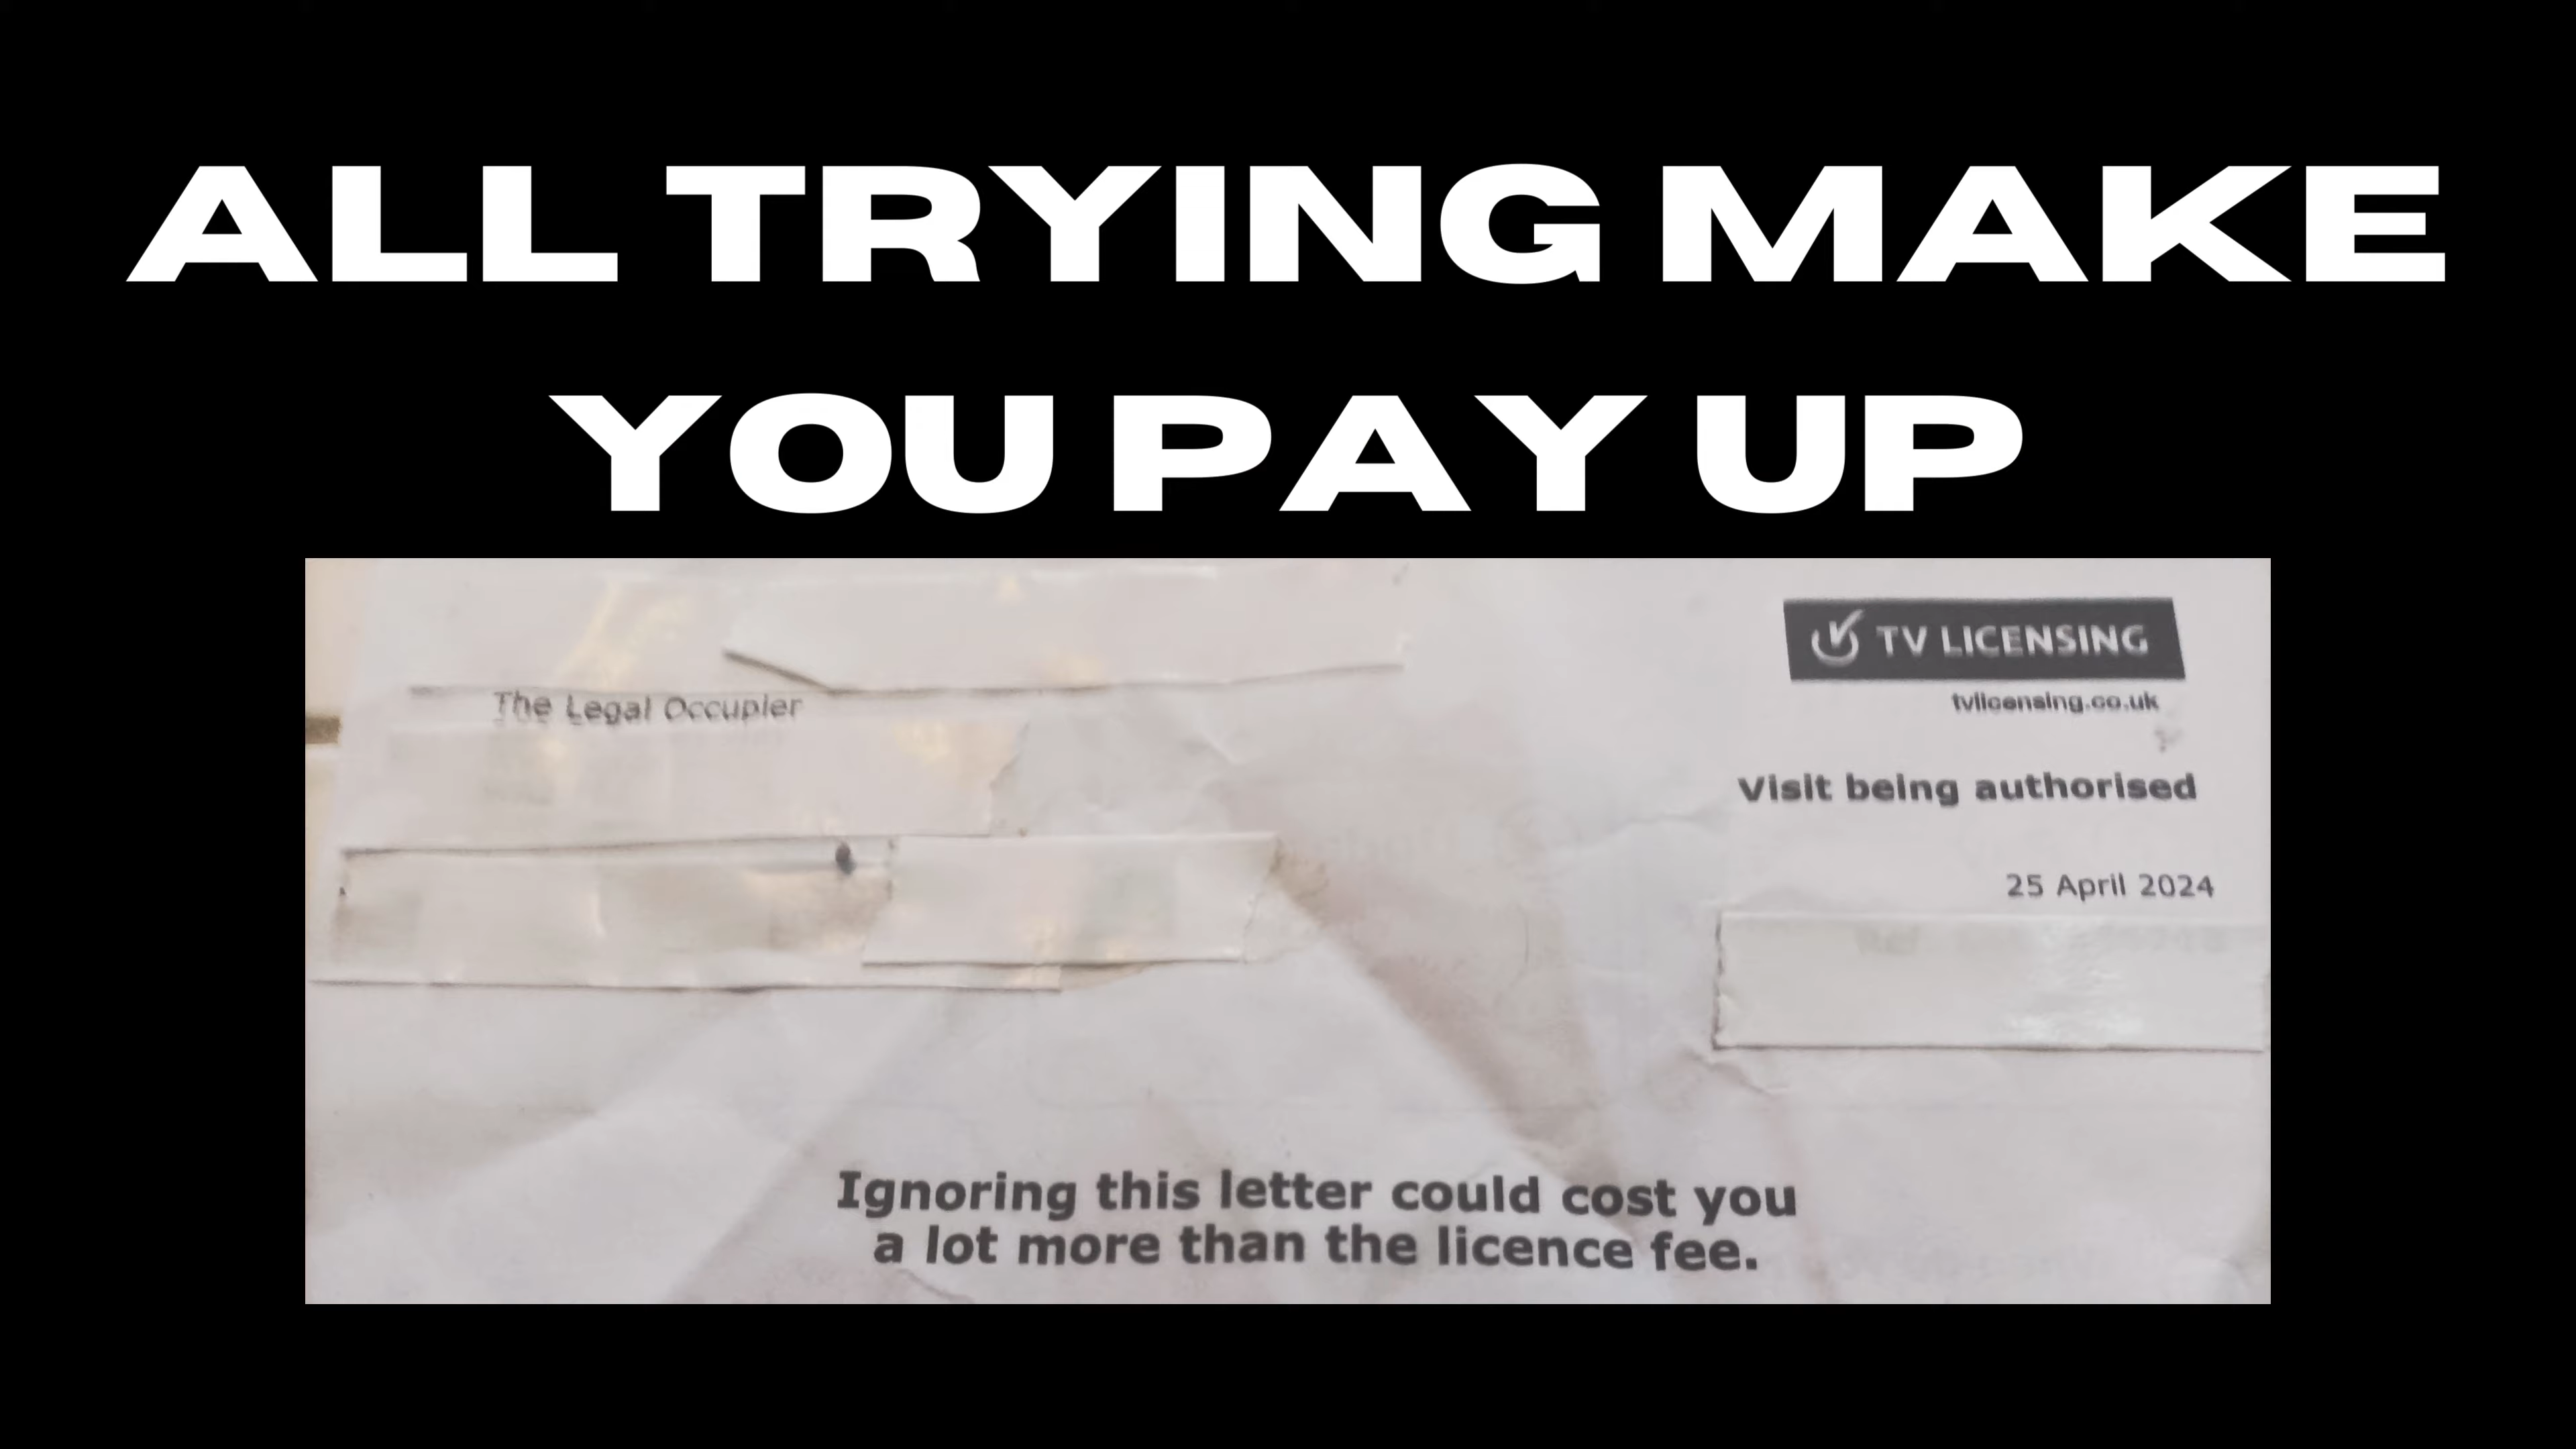 ALL TRYING MAKE
YOU PAY UP
TV LICENSING
tvlicensing.co.uk
The Legal Occupier
Visit being authorised
25 April 2024
Ignoring this letter could cost you
a lot more than the licence fee.